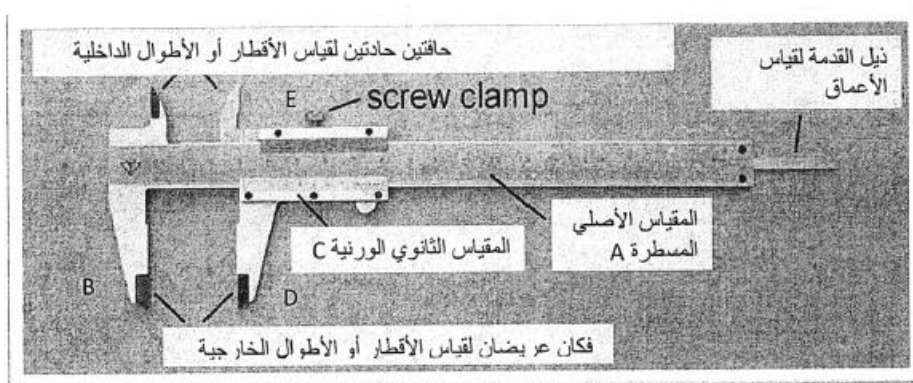 حافتين حادتين لقياس الأقطار أو الأطوال الداخلية
ذيل القدمة لقياس
الأعماق
E
screw clamp
المقياس الأصلي
المسطرة A
المقياس الثانوي الورنية C
B
D
فكان عريضان لقياس الأقطار أو الأطوال الخارجية